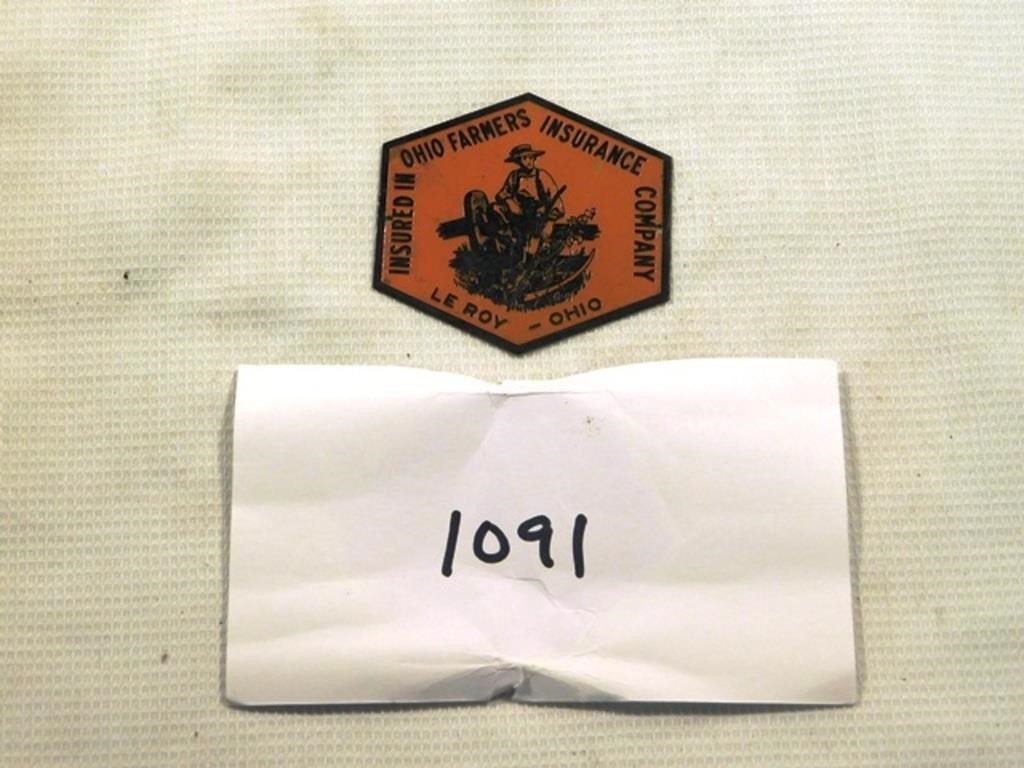 INSURED IN OHIO FARMERS INSURANCE COMPANY
LE ROY - OHIO
1091